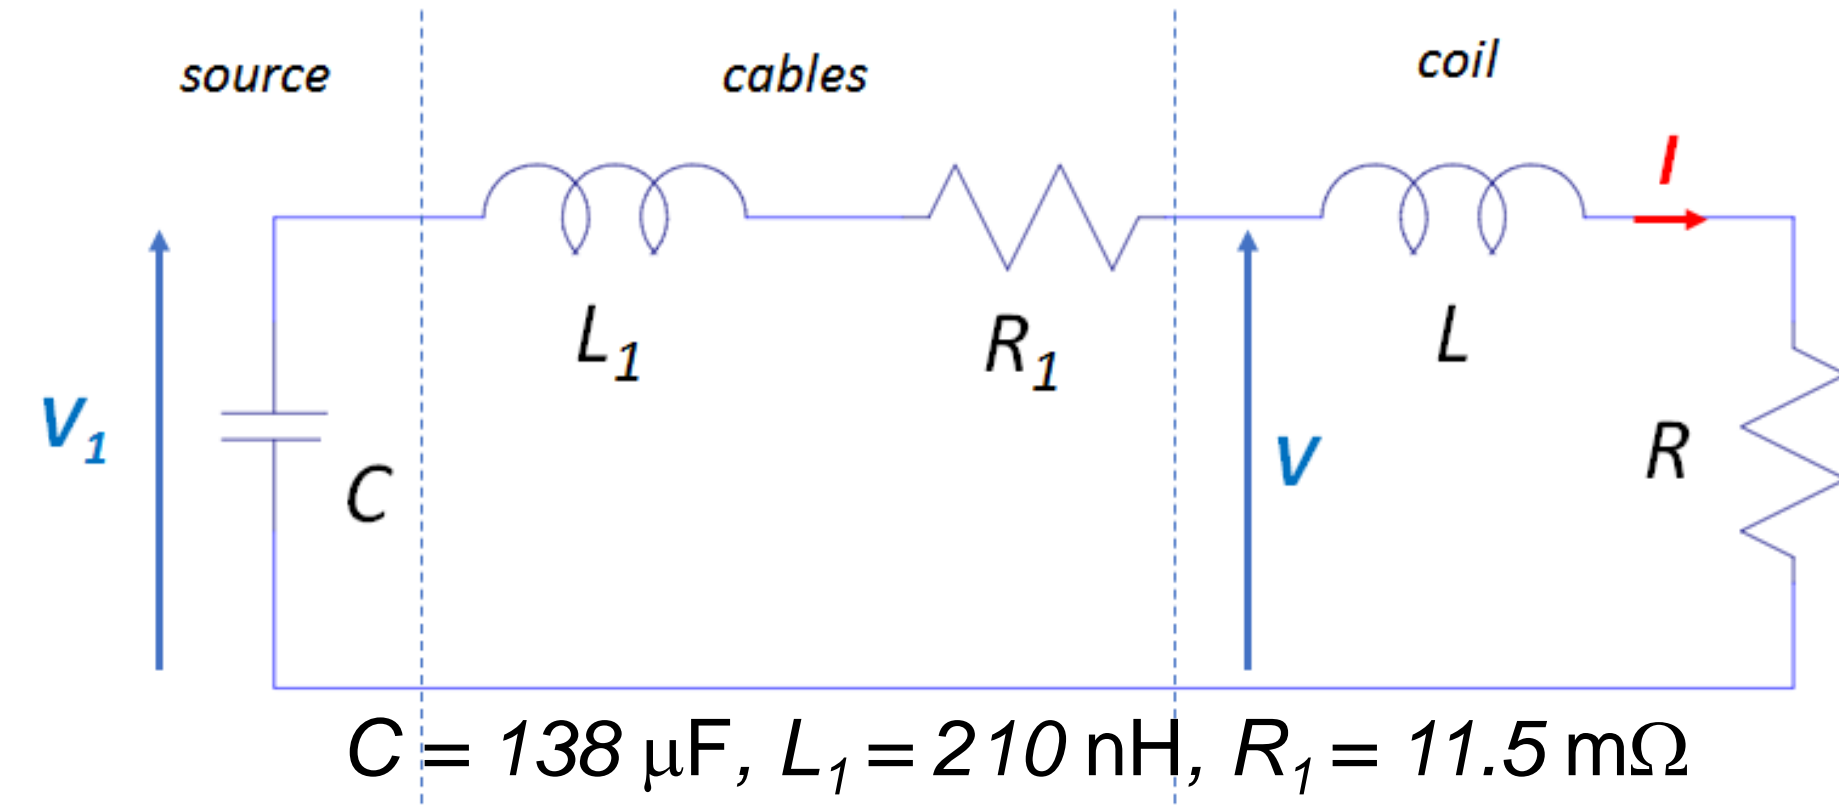 source cables coil
I
L1 R1 L
V1 C V R
C = 138 μF, L1 = 210 nH, R1 = 11.5 mΩ